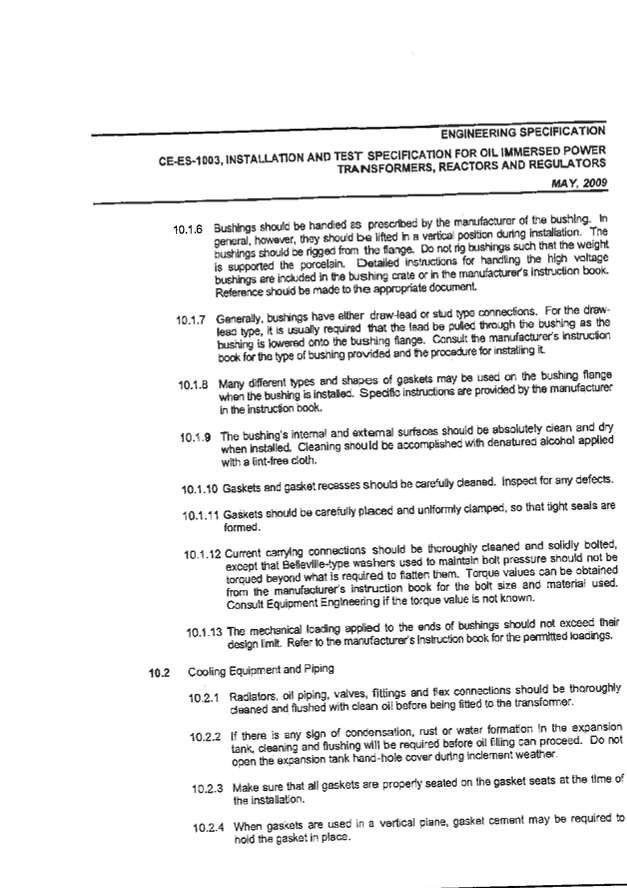 ENGINEERING SPECIFICATION
CE-ES-1003, INSTALLATION AND TEST SPECIFICATION FOR OIL IMMERSED POWER
TRANSFORMERS, REACTORS AND REGULATORS
MAY, 2009
10.1.6 Bushings should be handled as prescribed by the manufacturer of the bushing. In
general, however, they should be lifted in a vertical position during installation. The
bushings should be rigged from the flange. Do not rig bushings such that the weight
is supported the porcelain. Detailed instructions for handling the high voltage
bushings are included in the bushing crate or in the manufacturer's instruction book.
Reference should be made to the appropriate document.
10.1.7 Generally, bushings have either draw-lead or stud type connections. For the draw-
lead type, it is usually required that the lead be pulled through the bushing as the
bushing is lowered onto the bushing flange. Consult the manufacturer's instruction
book for the type of bushing provided and the procedure for installing it.
10.1.8 Many different types and shapes of gaskets may be used on the bushing flange
when the bushing is installed. Specific instructions are provided by the manufacturer
in the instruction book.
10.1.9 The bushing's internal and external surfaces should be absolutely clean and dry
when installed. Cleaning should be accomplished with denatured alcohol applied
with a lint-free cloth.
10.1.10 Gaskets and gasket recesses should be carefully cleaned. Inspect for any defects.
10.1.11 Gaskets should be carefully placed and uniformly clamped, so that tight seals are
formed.
10.1.12 Current carrying connections should be thoroughly cleaned and solidly bolted,
except that Belleville-type washers used to maintain bolt pressure should not be
torqued beyond what is required to flatten them. Torque values can be obtained
from the manufacturer's instruction book for the bolt size and material used.
Consult Equipment Engineering if the torque value is not known.
10.1.13 The mechanical loading applied to the ends of bushings should not exceed their
design limit. Refer to the manufacturer's instruction book for the permitted loadings.
10.2 Cooling Equipment and Piping
10.2.1 Radiators, oil piping, valves, fittings and flex connections should be thoroughly
cleaned and flushed with clean oil before being fitted to the transformer.
10.2.2 If there is any sign of condensation, rust or water formation in the expansion
tank, cleaning and flushing will be required before oil filling can proceed. Do not
open the expansion tank hand-hole cover during inclement weather.
10.2.3 Make sure that all gaskets are properly seated on the gasket seats at the time of
the installation.
10.2.4 When gaskets are used in a vertical plane, gasket cement may be required to
hold the gasket in place.